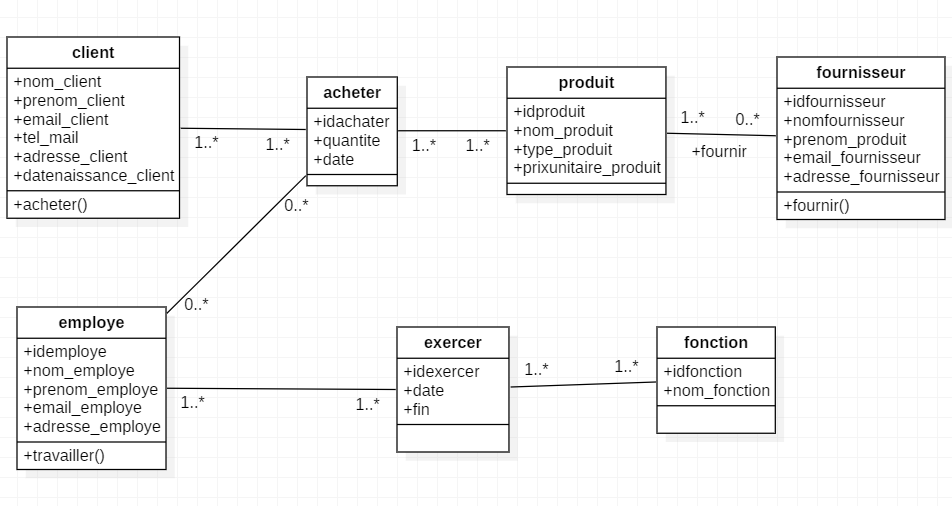 client
+nom_client
+prenom_client
+email_client
+tel_mail
+adresse_client
+datenaissance_client
+acheter()
1..*
1..*
acheter
+idachater
+quantite
+date
1..*
1..*
produit
+idproduit
+nom_produit
+type_produit
+prixunitaire_produit
1..*
0..*
+fournir
fournisseur
+idfournisseur
+nomfournisseur
+prenom_produit
+email_fournisseur
+adresse_fournisseur
+fournir()
0..*
0..*
employe
+idemploye
+nom_employe
+prenom_employe
+email_employe
+adresse_employe
+travailler()
1..*
1..*
exercer
+idexercer
+date
+fin
1..*
1..*
fonction
+idfonction
+nom_fonction